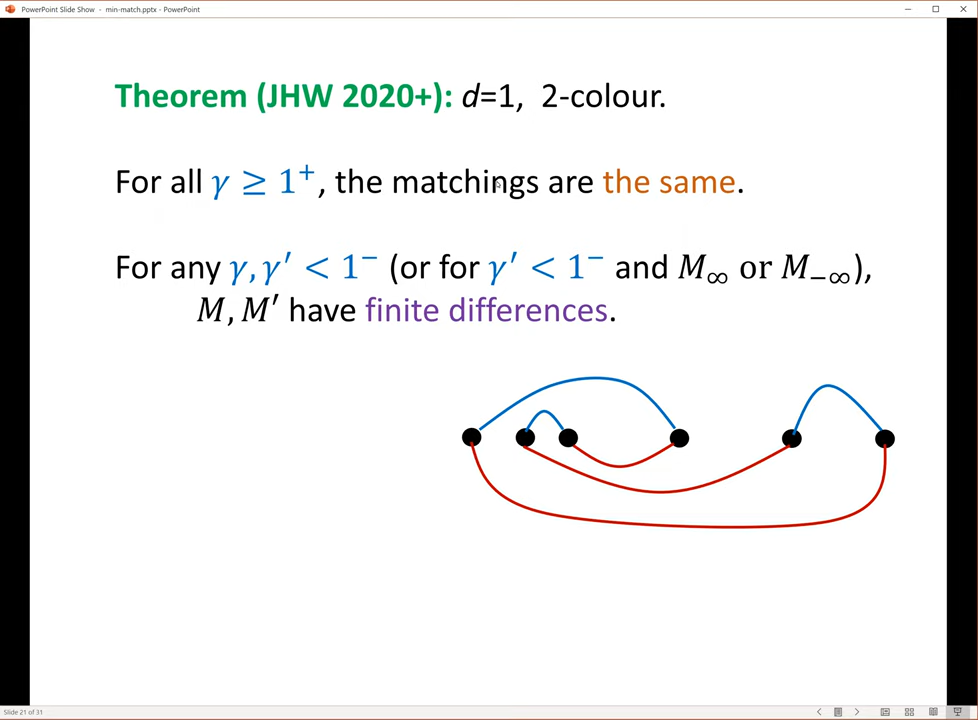 PowerPoint Slide Show - min-match.pptx - PowerPoint
Theorem (JHW 2020+): d=1, 2-colour.
For all γ ≥ 1⁺, the matchings are the same.
For any γ, γ′ < 1⁻ (or for γ′ < 1⁻ and M∞ or M₋∞),
M, M′ have finite differences.
Slide 21 of 31